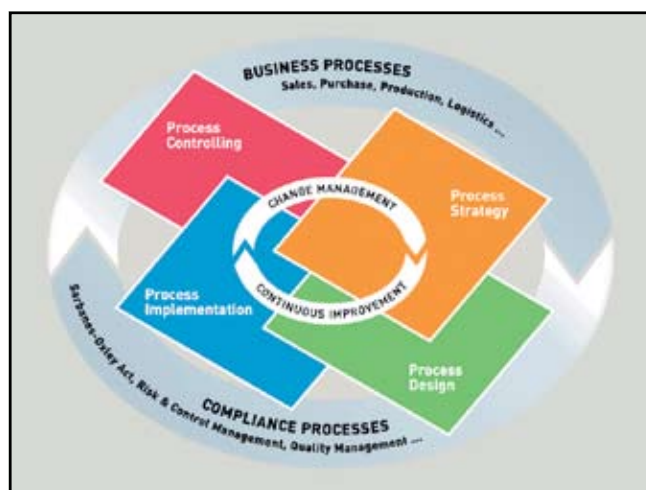 BUSINESS PROCESSES
Sales, Purchase, Production, Logistics ...
Process
Controlling
Process
Strategy
CHANGE MANAGEMENT
CONTINUOUS IMPROVEMENT
Process
Implementation
Process
Design
COMPLIANCE PROCESSES
Sarbanes-Oxley Act, Risk & Control Management, Quality Management ...